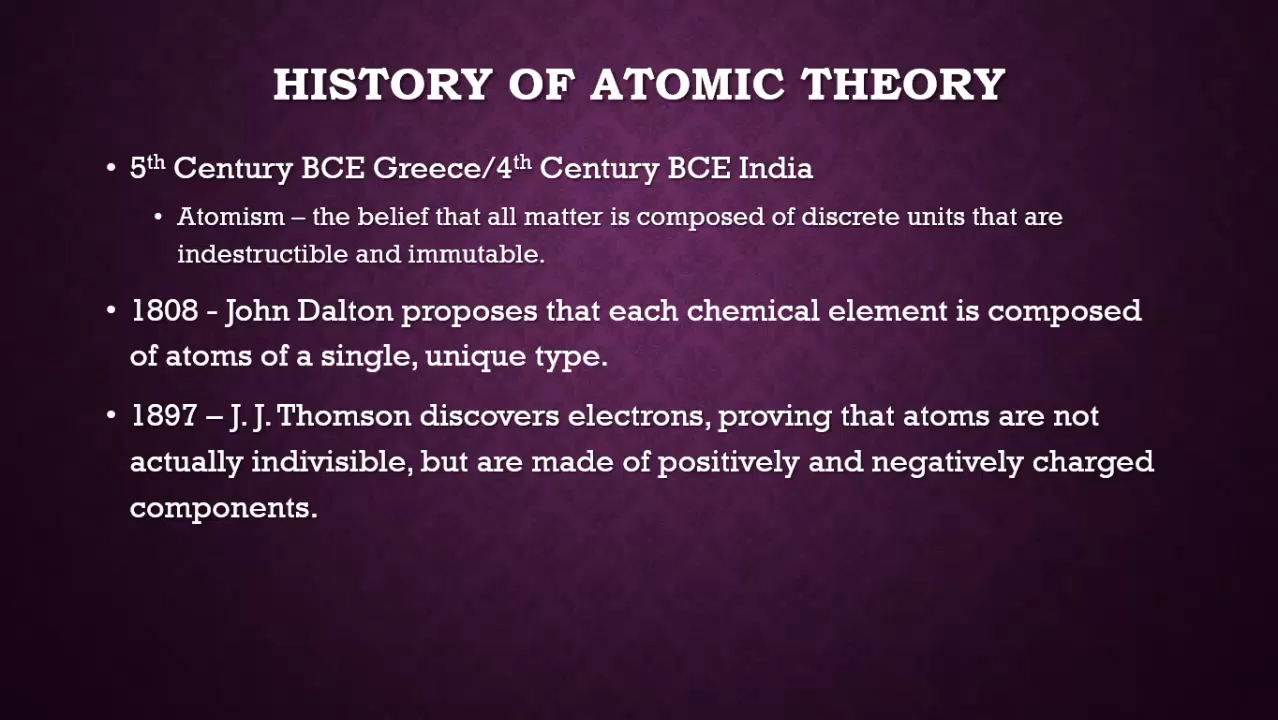 HISTORY OF ATOMIC THEORY
• 5th Century BCE Greece/4th Century BCE India
• Atomism – the belief that all matter is composed of discrete units that are
indestructible and immutable.
• 1808 - John Dalton proposes that each chemical element is composed
of atoms of a single, unique type.
• 1897 – J. J. Thomson discovers electrons, proving that atoms are not
actually indivisible, but are made of positively and negatively charged
components.